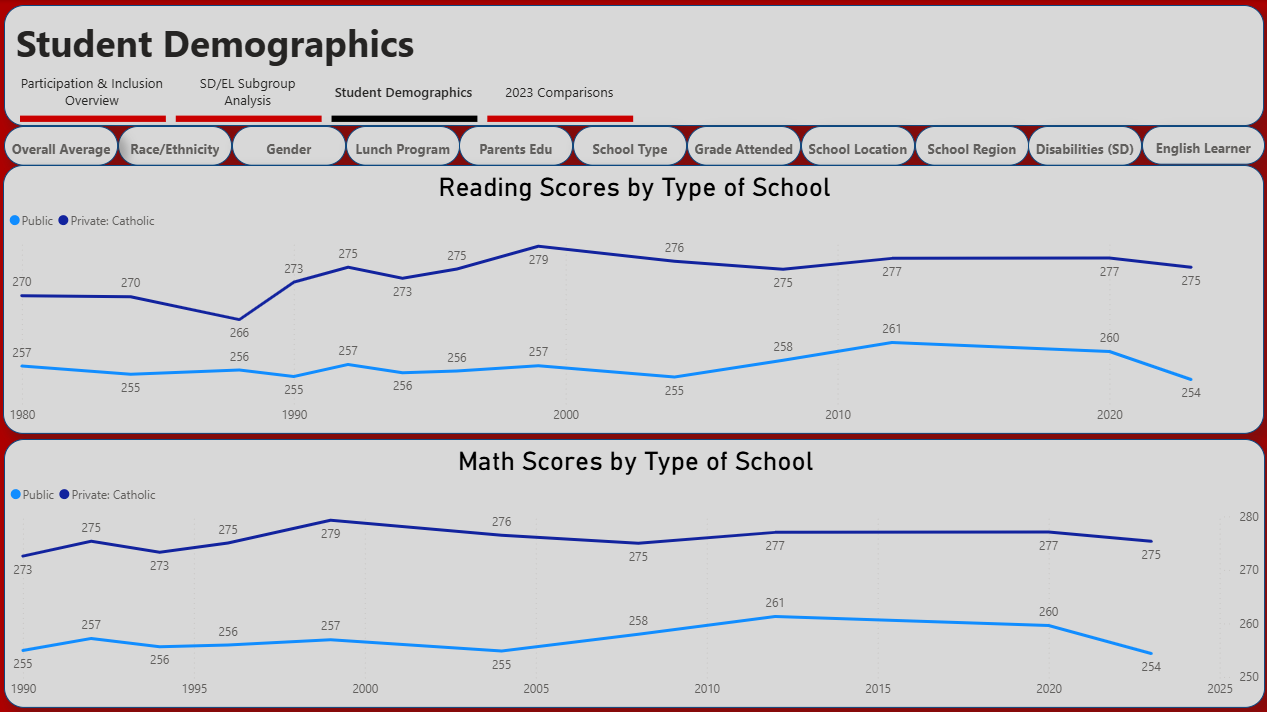 Student Demographics
Participation & Inclusion
Overview
SD/EL Subgroup
Analysis
Student Demographics
2023 Comparisons
Overall Average
Race/Ethnicity
Gender
Lunch Program
Parents Edu
School Type
Grade Attended
School Location
School Region
Disabilities (SD)
English Learner
Reading Scores by Type of School
Public
Private: Catholic
270 270 266 273 275 273 275 279 276 275 277 277 275
257 255 256 255 257 256 256 257 255 258 261 260 254
1980 1990 2000 2010 2020
Math Scores by Type of School
Public
Private: Catholic
273 275 273 275 279 276 275 277 277 275
255 257 256 256 257 255 258 261 260 254
280
270
260
250
1990 1995 2000 2005 2010 2015 2020 2025